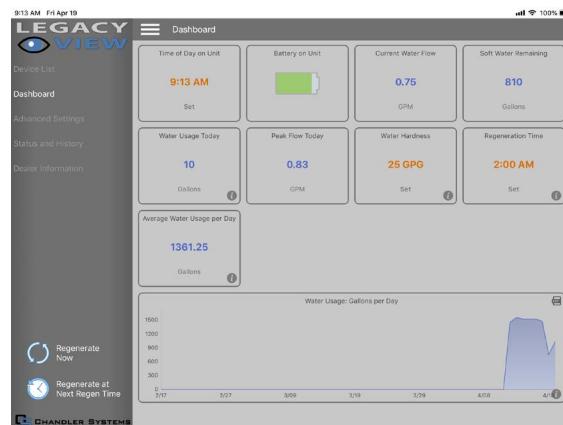 9:13 AM Fri Apr 19
100%
LEGACY
VIEW
Dashboard
Device List
Dashboard
Advanced Settings
Status and History
Dealer Information
Regenerate
Now
Regenerate at
Next Regen Time
CHANDLER SYSTEMS
Time of Day on Unit
9:13 AM
Set
Battery on Unit
Current Water Flow
0.75
GPM
Soft Water Remaining
810
Gallons
Water Usage Today
10
Gallons
i
Peak Flow Today
0.83
GPM
Water Hardness
25 GPG
Set
i
Regeneration Time
2:00 AM
Set
i
Average Water Usage per Day
1361.25
Gallons
i
Water Usage: Gallons per Day
1500
1200
900
600
300
0
2/17 2/27 3/09 3/19 3/29 4/08
i